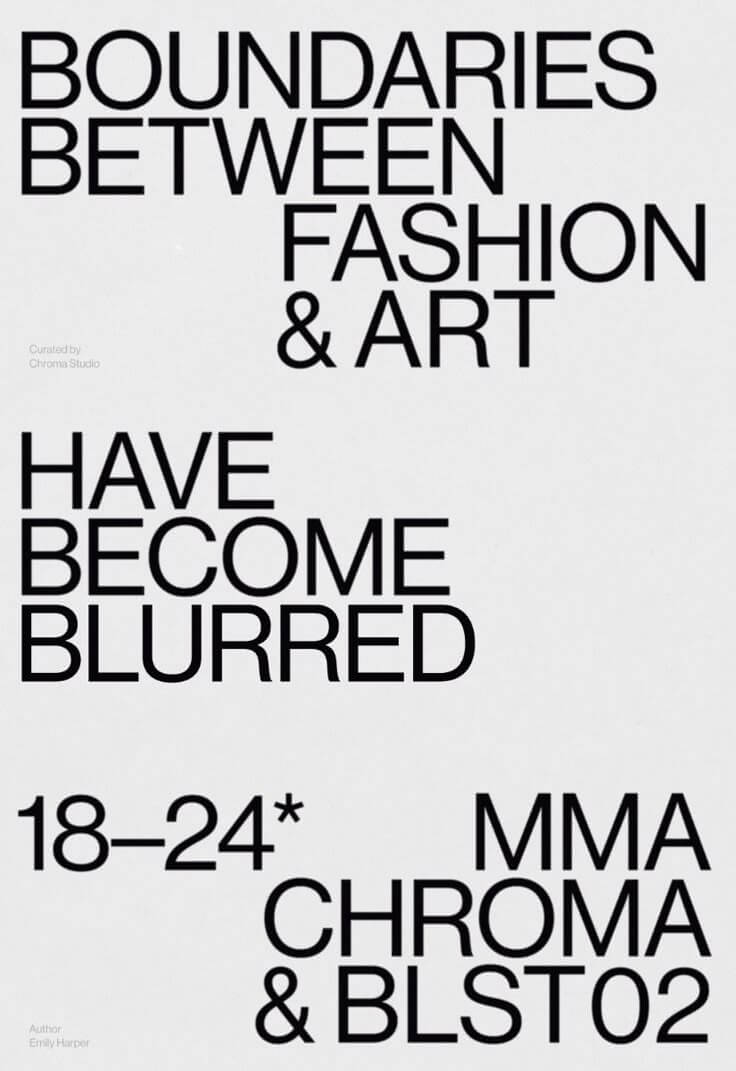 BOUNDARIES
BETWEEN
FASHION
& ART
Curated by
Chroma Studio
HAVE
BECOME
BLURRED
18–24*
MMA
CHROMA
& BLST02
Author
Emily Harper